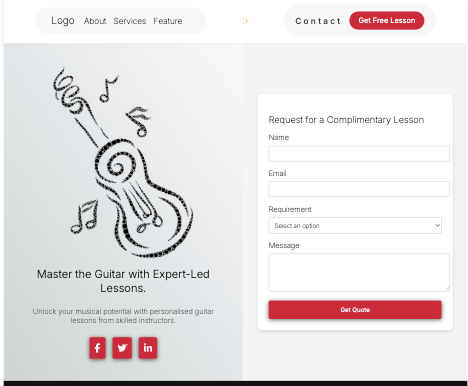 Logo About Services Feature
Contact Get Free Lesson
Master the Guitar with Expert-Led
Lessons.
Unlock your musical potential with personalised guitar
lessons from skilled instructors.
Request for a Complimentary Lesson
Name
Email
Requirement
Select an option
Message
Get Quote